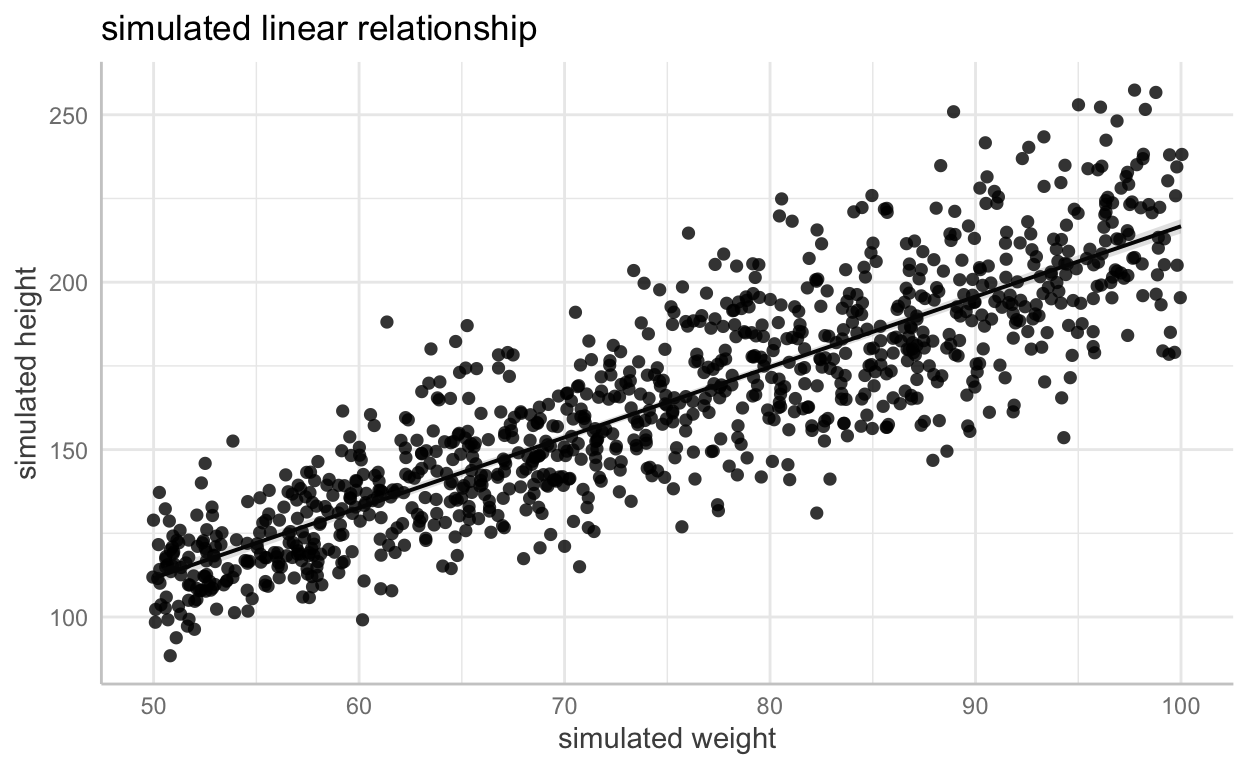 simulated linear relationship
250
200
150
100
simulated height
50 60 70 80 90 100
simulated weight